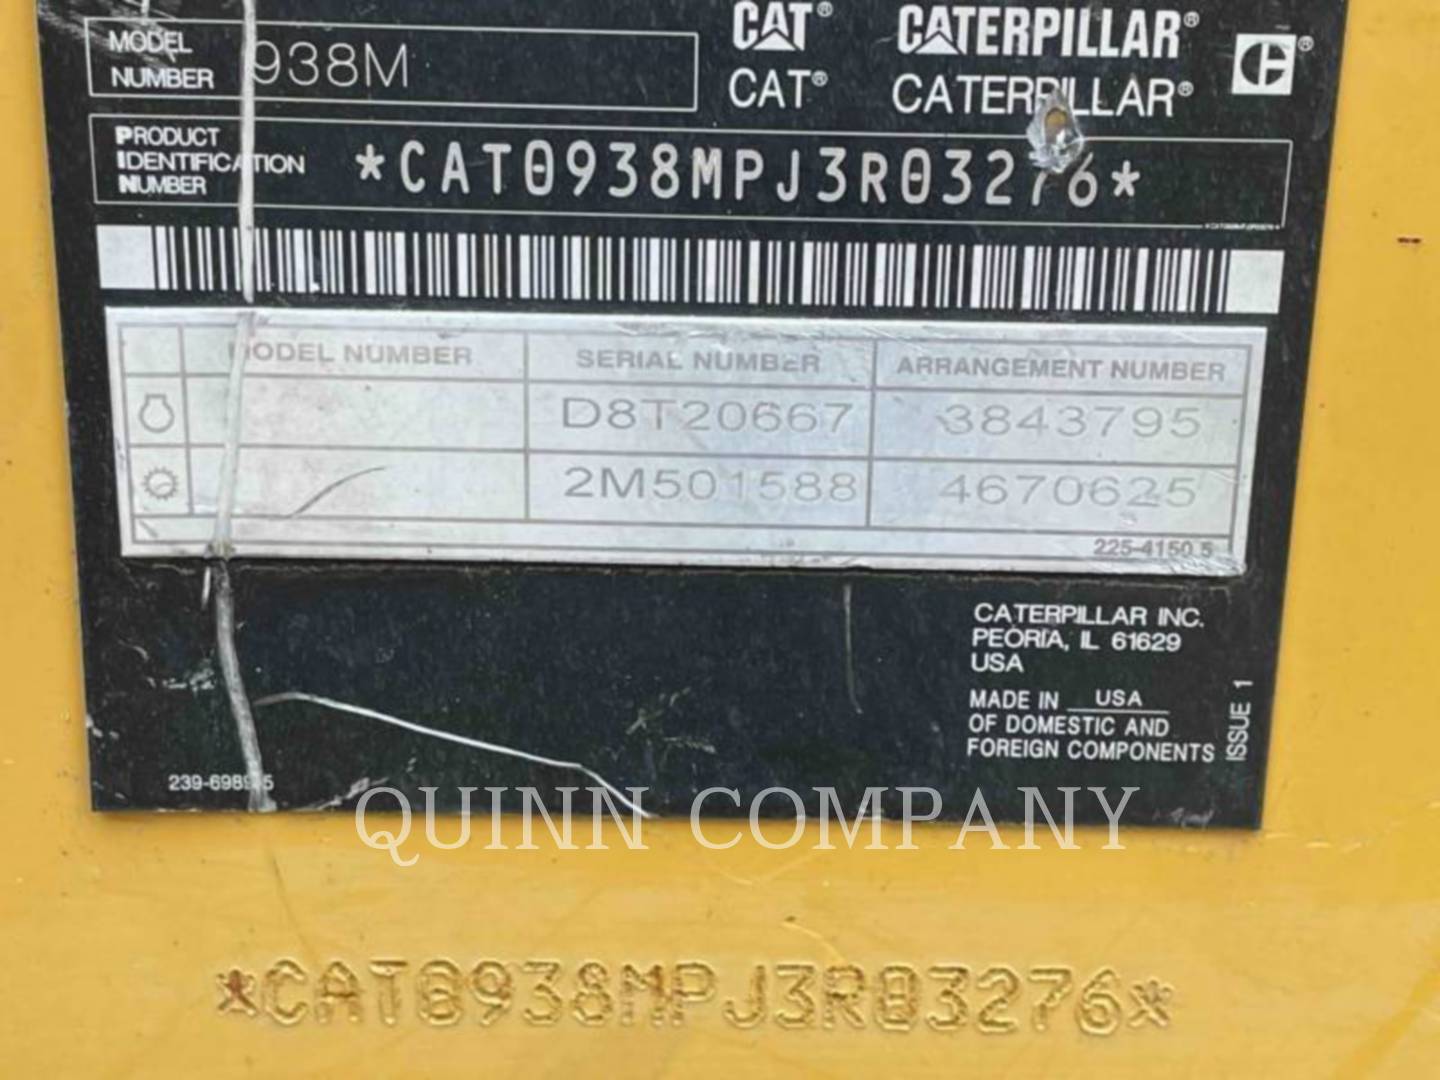 MODEL NUMBER 938M
CAT® CATERPILLAR®
CAT® CATERPILLAR®
PRODUCT IDENTIFICATION NUMBER *CAT0938MPJ3R03276*
MODEL NUMBER SERIAL NUMBER ARRANGEMENT NUMBER
D8T20667 3843795
2M501588 4670625
225-4150 5
CATERPILLAR INC.
PEORIA, IL 61629
USA
MADE IN USA
OF DOMESTIC AND
FOREIGN COMPONENTS
ISSUE 1
QUINN COMPANY
*CAT0938MPJ3R03276*